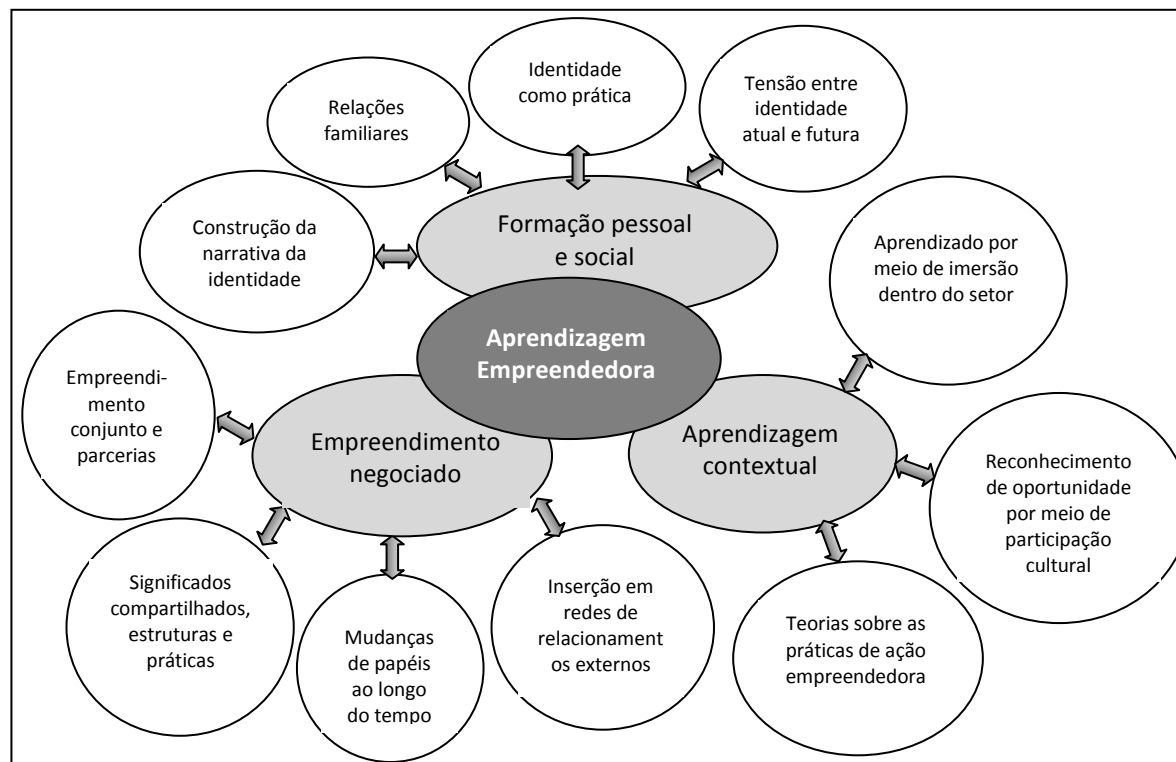 Identidade
como prática
Tensão entre
identidade
atual e futura
Relações
familiares
Construção da
narrativa da
identidade
Formação pessoal
e social
Aprendizado por
meio de imersão
dentro do setor
Aprendizagem
Empreendedora
Empreendi-
mento
conjunto e
parcerias
Empreendimento
negociado
Aprendizagem
contextual
Reconhecimento
de oportunidade
por meio de
participação
cultural
Significados
compartilhados,
estruturas e
práticas
Mudanças
de papéis
ao longo
do tempo
Inserção em
redes de
relacionament
os externos
Teorias sobre as
práticas de ação
empreendedora